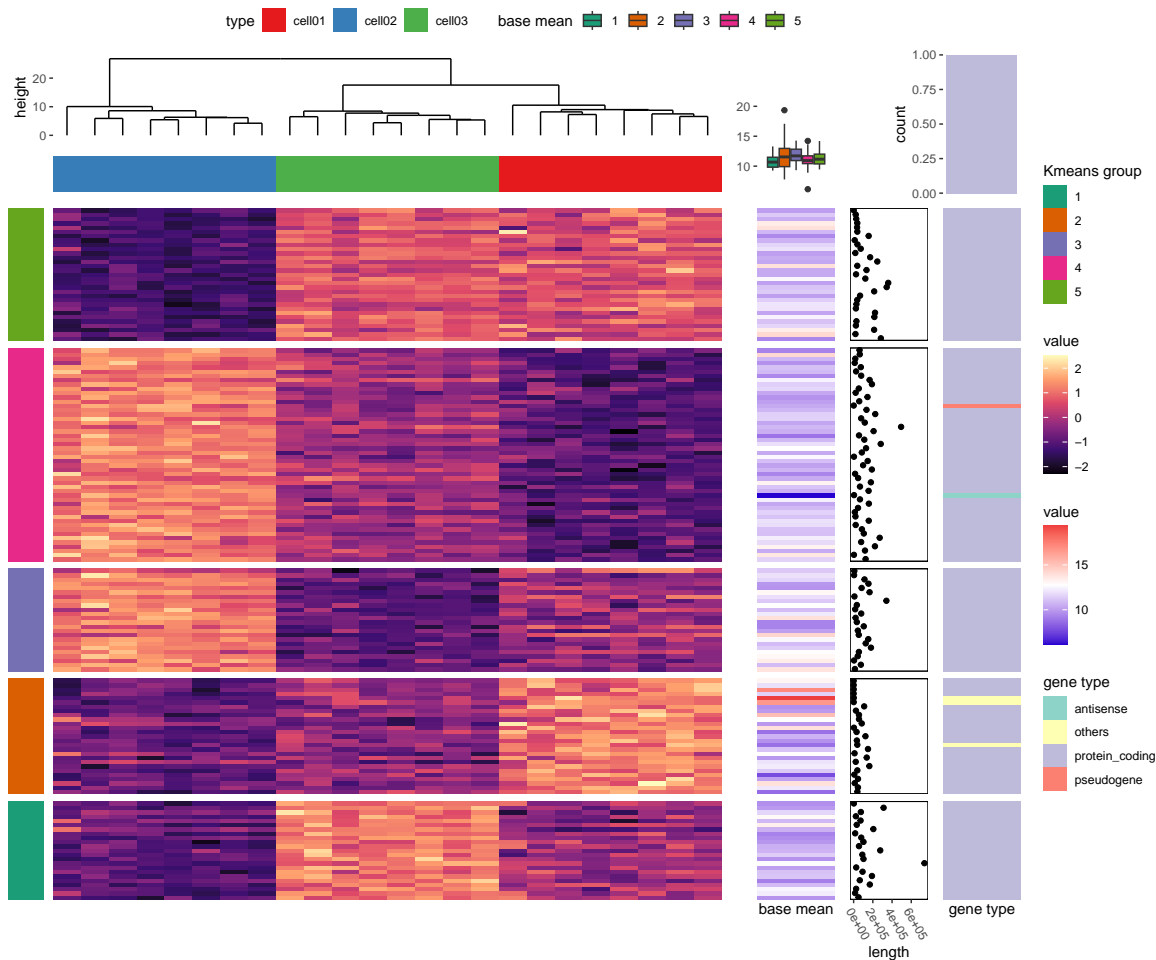 type cell01 cell02 cell03 base mean 1 2 3 4 5
height
20
10
0
20
15
10
count
1.00
0.75
0.50
0.25
0.00
Kmeans group
1
2
3
4
5
value
2
1
0
−1
−2
value
15
10
gene type
antisense
others
protein_coding
pseudogene
base mean
0e+00
2e+05
4e+05
6e+05
length
gene type